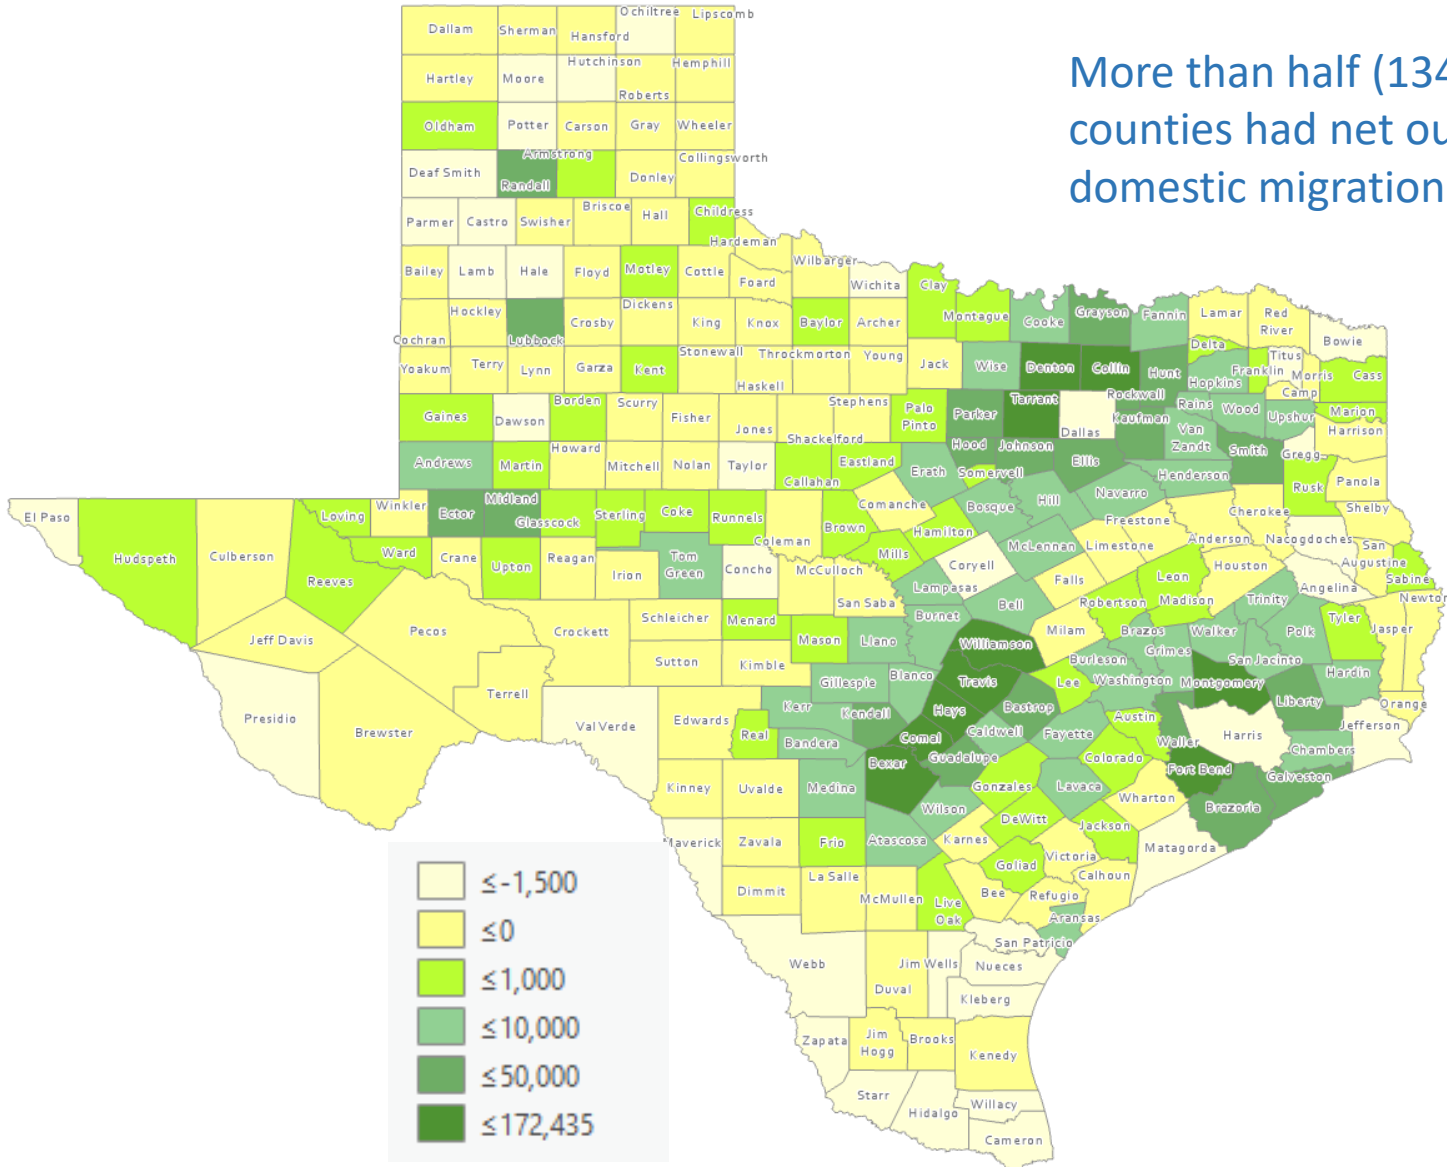 Ochiltree Lipscomb
Dallam Sherman Hansford
Hutchinson Hemphill
Hartley Moore
Roberts
Oldham Potter Carson Gray Wheeler
Armstrong Collingsworth
Deaf Smith Randall Donley
Briscoe
Parmer Castro Swisher Hall Childress
Hardeman
Bailey Lamb Hale Floyd Motley Cottle Foard Wilbarger Wichita Clay
Dickens
Hockley Crosby King Knox Baylor Archer Montague Cooke Grayson Fannin Lamar Red
River
Bowie
Cochran Lubbock
Stonewall Throckmorton Young
Delta Titus
Yoakum Terry Lynn Garza Kent Haskell Jack Wise Denton Collin Hunt Hopkins Franklin Morris Cass
Camp
Borden Scurry Stephens Tarrant Rockwall
Gaines Dawson Fisher Jones Palo
Pinto
Parker Dallas Kaufman Rains Wood Upshur Marion
Shackelford Hood Johnson Van
Zandt
Harrison
Andrews Martin Howard Mitchell Nolan Taylor Callahan Eastland Erath Somervell Ellis Henderson Smith Gregg Rusk Panola
El Paso Hudspeth Culberson Loving Winkler Ector Midland Glasscock Sterling Coke Runnels Coleman Brown Comanche Hamilton Bosque Hill Navarro Freestone Anderson Cherokee Nacogdoches Shelby
Reeves Ward Crane Upton Reagan Irion Tom
Green
Concho McCulloch Mills Lampasas Coryell McLennan Limestone Falls Leon Houston Angelina San
Augustine
Sabine
San Saba Bell Robertson Madison Trinity Newton
Jeff Davis Pecos Crockett Schleicher Menard Mason Llano Burnet Williamson Milam Brazos Grimes Walker Polk Tyler Jasper
Burleson San Jacinto
Presidio Brewster Terrell Sutton Kimble Gillespie Blanco Travis Lee Washington Montgomery Liberty Hardin
Val Verde Edwards Real Kerr Kendall Hays Bastrop Caldwell Fayette Austin Waller Harris Orange
Jefferson
Bandera Comal Chambers
Kinney Uvalde Medina Bexar Guadalupe Gonzales Lavaca Colorado Fort Bend Galveston
Wilson Wharton Brazoria
Maverick Zavala Frio Atascosa Karnes DeWitt Jackson Matagorda
Goliad Victoria
Dimmit La Salle McMullen Live
Oak
Bee Refugio Calhoun
Aransas
San Patricio
Webb Duval Jim Wells Nueces
Kleberg
Zapata Jim
Hogg
Brooks Kenedy
Starr Hidalgo Willacy
Cameron
More than half (134
counties had net ou
domestic migration
≤-1,500
≤0
≤1,000
≤10,000
≤50,000
≤172,435